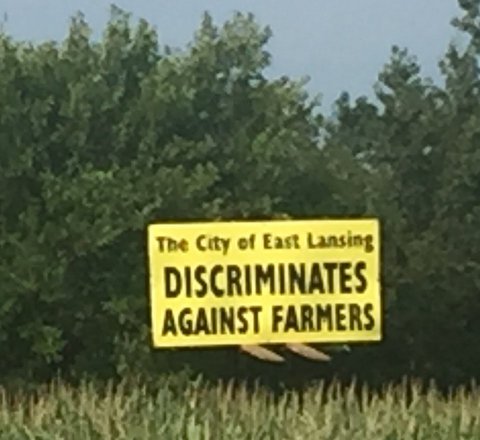 The City of East Lansing
DISCRIMINATES
AGAINST FARMERS